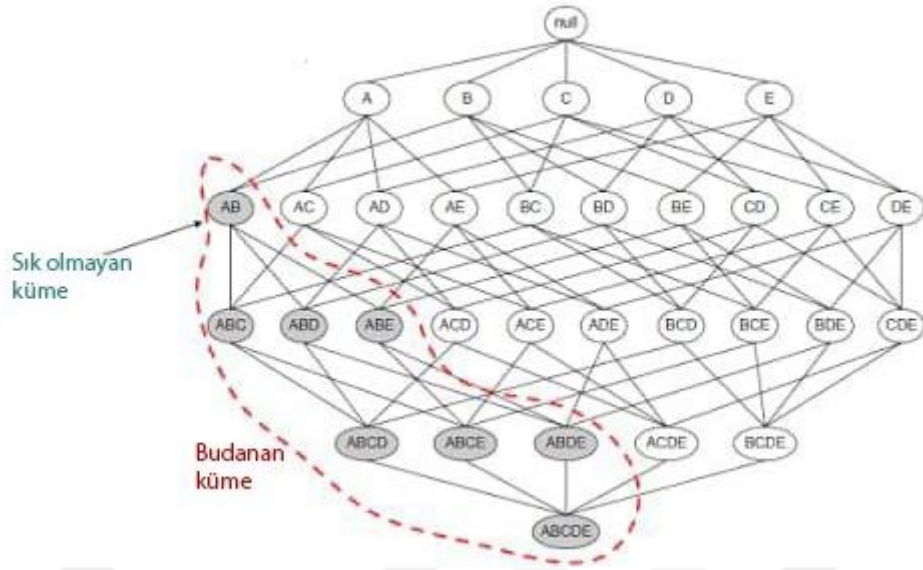 null
A B C D E
AB AC AD AE BC BD BE CD CE DE
Sık olmayan
küme
ABC ABD ABE ACD ACE ADE BCD BCE BDE CDE
ABCD ABCE ABDE ACDE BCDE
Budanan
küme
ABCDE